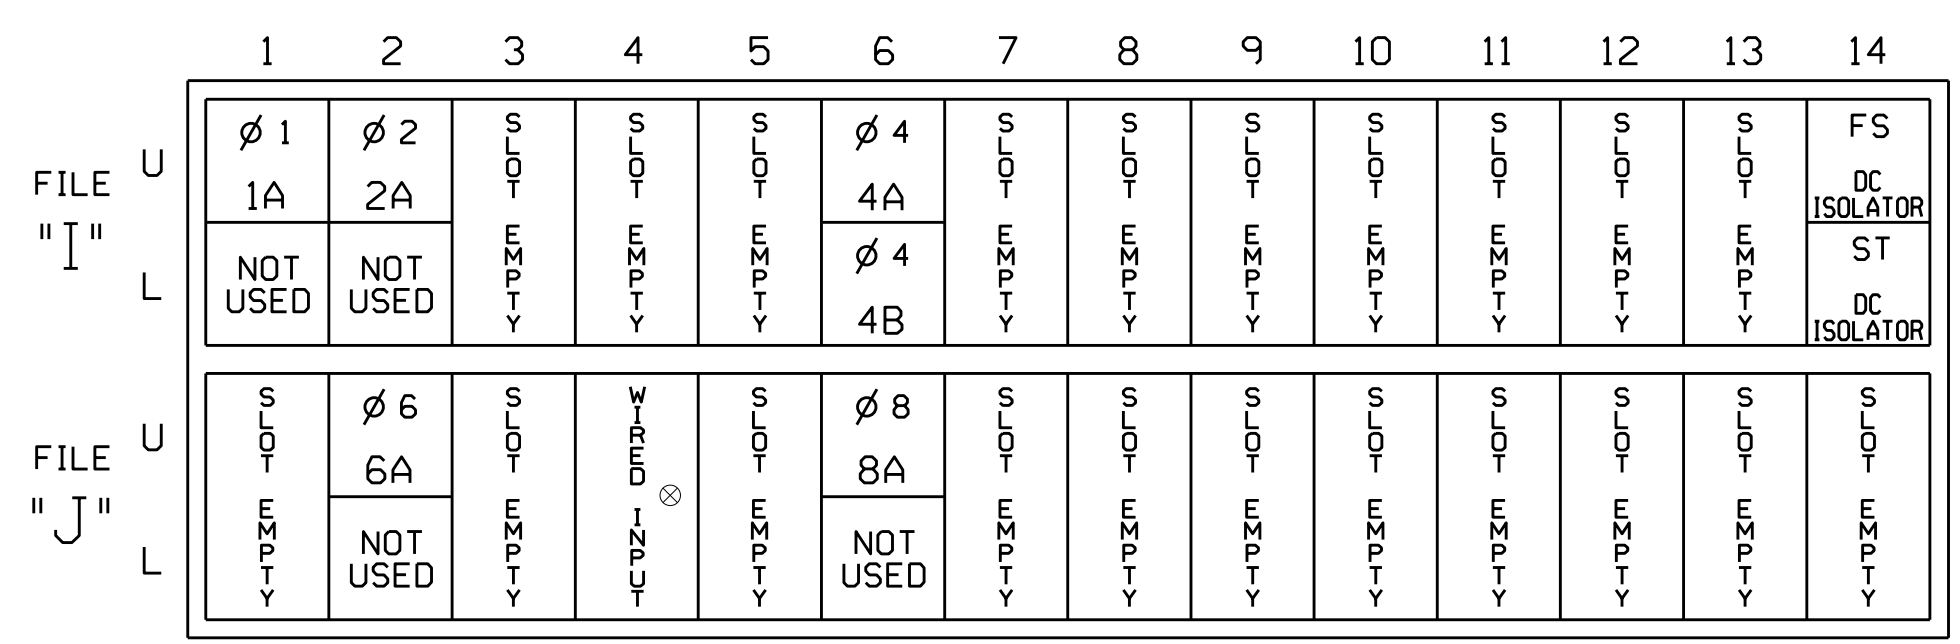 1 2 3 4 5 6 7 8 9 10 11 12 13 14
FILE
"I"
U
L
Ø 1
1A
NOT
USED
Ø 2
2A
NOT
USED
SLOT EMPTY
SLOT EMPTY
SLOT EMPTY
Ø 4
4A
Ø 4
4B
SLOT EMPTY
SLOT EMPTY
SLOT EMPTY
SLOT EMPTY
SLOT EMPTY
SLOT EMPTY
SLOT EMPTY
FS
DC
ISOLATOR
ST
DC
ISOLATOR
FILE
"J"
U
L
SLOT EMPTY
Ø 6
6A
NOT
USED
SLOT EMPTY
WIRED INPUT
SLOT EMPTY
Ø 8
8A
NOT
USED
SLOT EMPTY
SLOT EMPTY
SLOT EMPTY
SLOT EMPTY
SLOT EMPTY
SLOT EMPTY
SLOT EMPTY
SLOT EMPTY